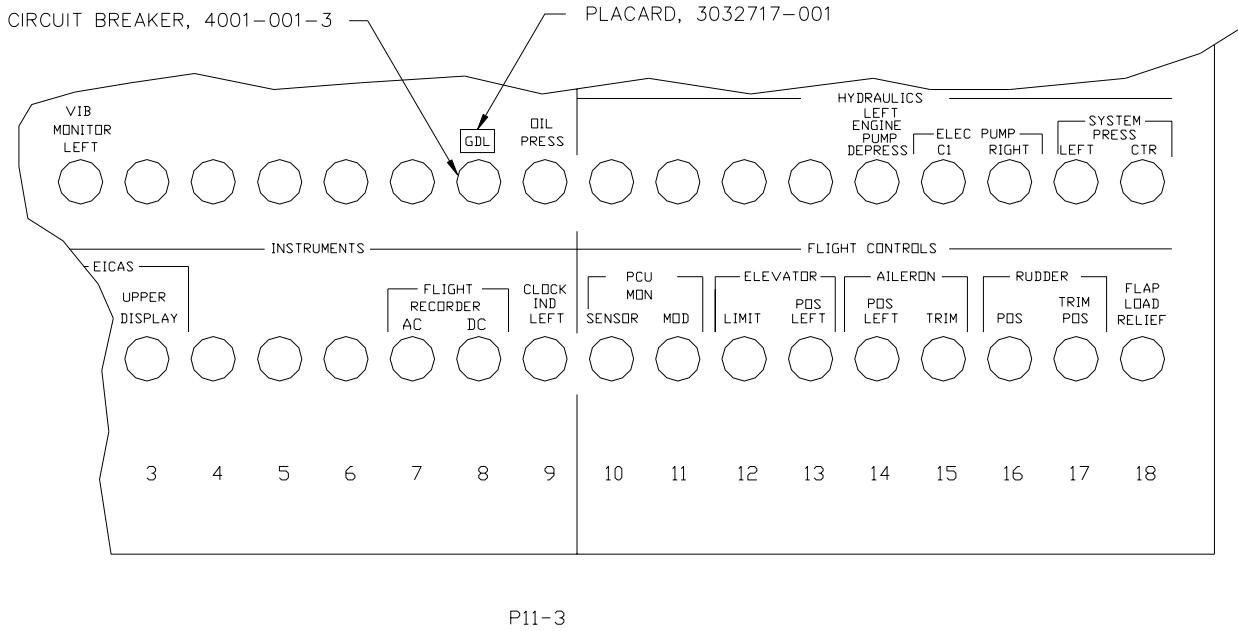 CIRCUIT BREAKER, 4001-001-3
PLACARD, 3032717-001
VIB
MONITOR
LEFT
GDL
OIL
PRESS
HYDRAULICS
LEFT
ENGINE
PUMP
DEPRESS
ELEC PUMP
C1 RIGHT
SYSTEM
PRESS
LEFT CTR
INSTRUMENTS
FLIGHT CONTROLS
EICAS
UPPER
DISPLAY
FLIGHT
RECORDER
AC DC
CLOCK
IND
LEFT
PCU
MON
SENSOR MOD
ELEVATOR
LIMIT
POS
LEFT
AILERON
POS
LEFT
TRIM
RUDDER
POS
TRIM
POS
FLAP
LOAD
RELIEF
3 4 5 6 7 8 9 10 11 12 13 14 15 16 17 18
P11-3